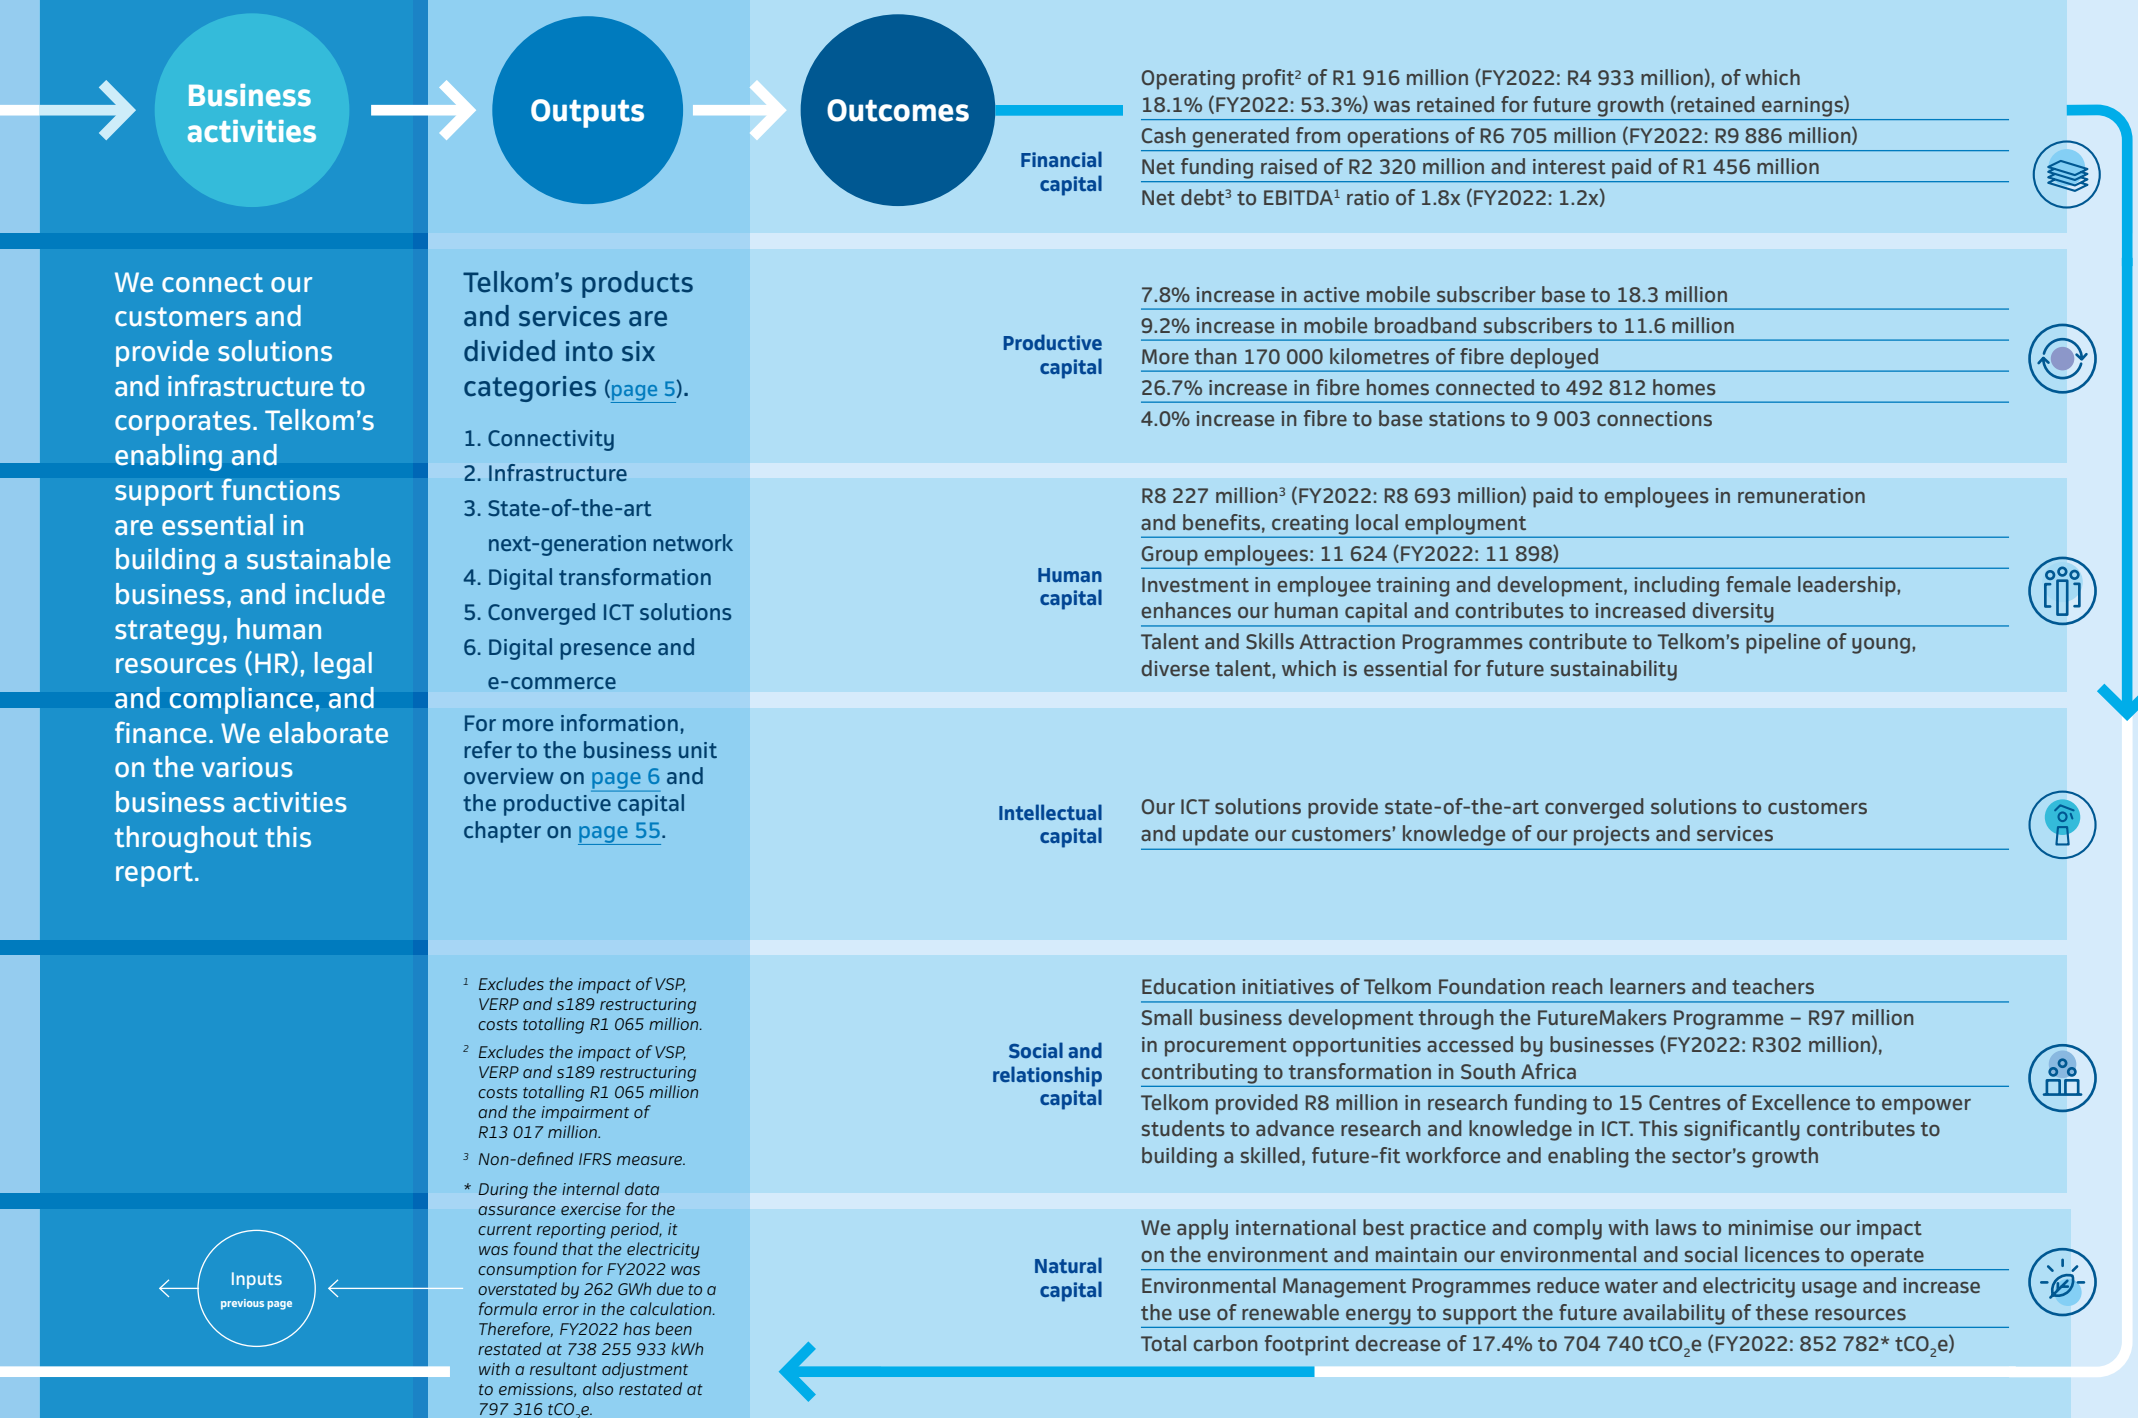 Business
activities
Outputs
Outcomes
We connect our
customers and
provide solutions
and infrastructure to
corporates. Telkom's
enabling and
support functions
are essential in
building a sustainable
business, and include
strategy, human
resources (HR), legal
and compliance, and
finance. We elaborate
on the various
business activities
throughout this
report.
Inputs
previous page
Telkom's products
and services are
divided into six
categories (page 5).
1. Connectivity
2. Infrastructure
3. State-of-the-art
next-generation network
4. Digital transformation
5. Converged ICT solutions
6. Digital presence and
e-commerce
For more information,
refer to the business unit
overview on page 6 and
the productive capital
chapter on page 55.
¹ Excludes the impact of VSP,
VERP and s189 restructuring
costs totalling R1 065 million.
² Excludes the impact of VSP,
VERP and s189 restructuring
costs totalling R1 065 million
and the impairment of
R13 017 million.
³ Non-defined IFRS measure.
* During the internal data
assurance exercise for the
current reporting period, it
was found that the electricity
consumption for FY2022 was
overstated by 262 GWh due to a
formula error in the calculation.
Therefore, FY2022 has been
restated at 738 255 933 kWh
with a resultant adjustment
to emissions, also restated at
797 316 tCO₂e.
Financial
capital
Operating profit² of R1 916 million (FY2022: R4 933 million), of which
18.1% (FY2022: 53.3%) was retained for future growth (retained earnings)
Cash generated from operations of R6 705 million (FY2022: R9 886 million)
Net funding raised of R2 320 million and interest paid of R1 456 million
Net debt³ to EBITDA¹ ratio of 1.8x (FY2022: 1.2x)
Productive
capital
7.8% increase in active mobile subscriber base to 18.3 million
9.2% increase in mobile broadband subscribers to 11.6 million
More than 170 000 kilometres of fibre deployed
26.7% increase in fibre homes connected to 492 812 homes
4.0% increase in fibre to base stations to 9 003 connections
Human
capital
R8 227 million³ (FY2022: R8 693 million) paid to employees in remuneration
and benefits, creating local employment
Group employees: 11 624 (FY2022: 11 898)
Investment in employee training and development, including female leadership,
enhances our human capital and contributes to increased diversity
Talent and Skills Attraction Programmes contribute to Telkom's pipeline of young,
diverse talent, which is essential for future sustainability
Intellectual
capital
Our ICT solutions provide state-of-the-art converged solutions to customers
and update our customers' knowledge of our projects and services
Social and
relationship
capital
Education initiatives of Telkom Foundation reach learners and teachers
Small business development through the FutureMakers Programme – R97 million
in procurement opportunities accessed by businesses (FY2022: R302 million),
contributing to transformation in South Africa
Telkom provided R8 million in research funding to 15 Centres of Excellence to empower
students to advance research and knowledge in ICT. This significantly contributes to
building a skilled, future-fit workforce and enabling the sector's growth
Natural
capital
We apply international best practice and comply with laws to minimise our impact
on the environment and maintain our environmental and social licences to operate
Environmental Management Programmes reduce water and electricity usage and increase
the use of renewable energy to support the future availability of these resources
Total carbon footprint decrease of 17.4% to 704 740 tCO₂e (FY2022: 852 782* tCO₂e)